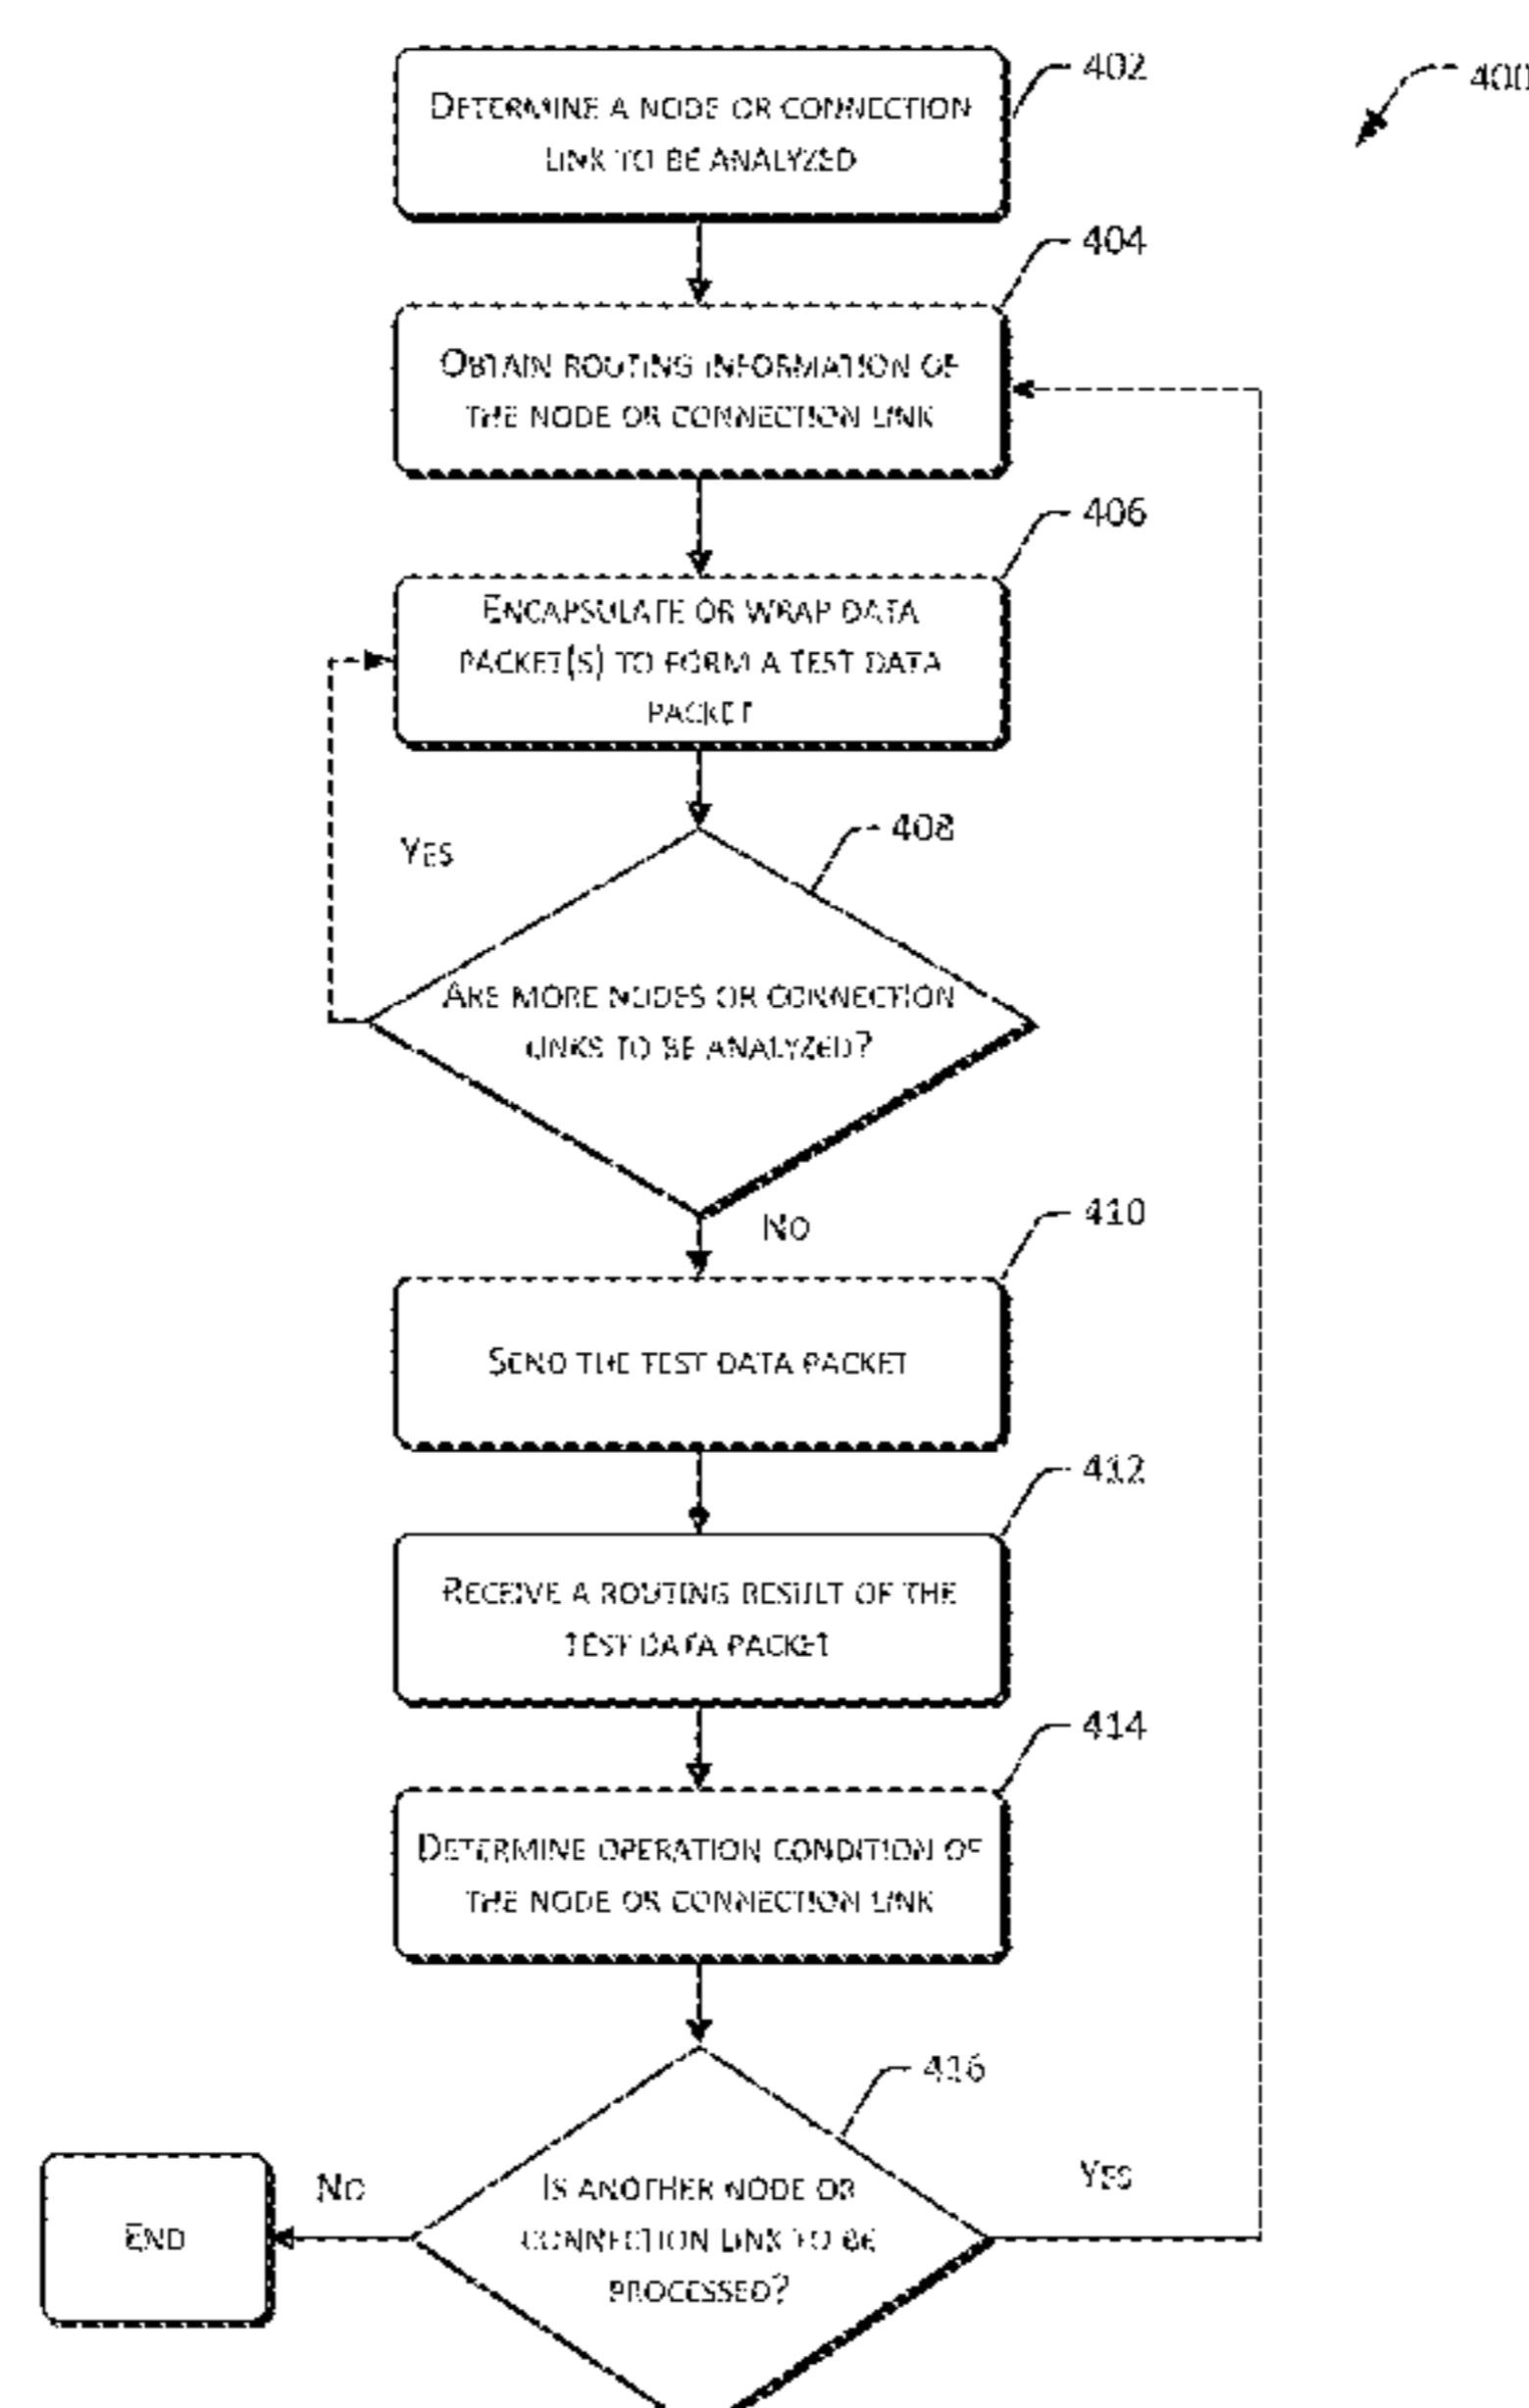 402
400
DETERMINE A NODE OR CONNECTION
LINK TO BE ANALYZED
404
OBTAIN ROUTING INFORMATION OF
THE NODE OR CONNECTION LINK
406
ENCAPSULATE OR WRAP DATA
PACKET(S) TO FORM A TEST DATA
PACKET
408
YES
ARE MORE NODES OR CONNECTION
LINKS TO BE ANALYZED?
NO
410
SEND THE TEST DATA PACKET
412
RECEIVE A ROUTING RESULT OF THE
TEST DATA PACKET
414
DETERMINE OPERATION CONDITION OF
THE NODE OR CONNECTION LINK
416
NO
YES
IS ANOTHER NODE OR
CONNECTION LINK TO BE
PROCESSED?
END